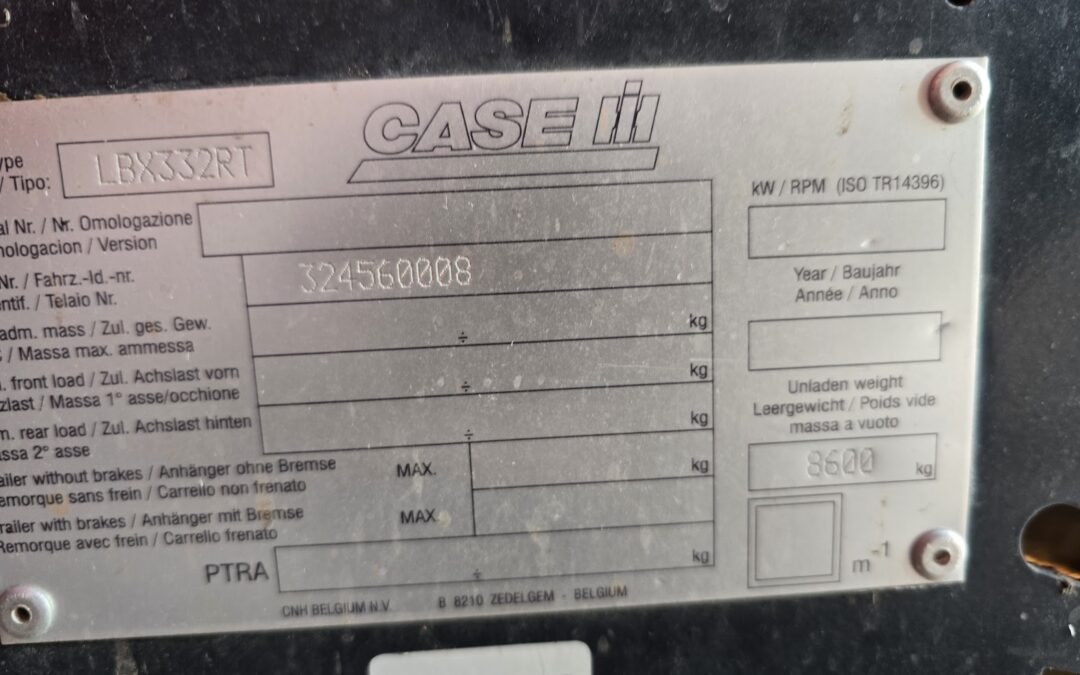 CASE III
ype
/ Tipo: LBX332RT
al Nr. / Nr. Omologazione
nologacion / Version
Nr. / Fahrz.-Id.-nr.
entif. / Telaio Nr.
324560008
adm. mass / Zul. ges. Gew.
/ Massa max. ammessa
÷ kg
. front load / Zul. Achslast vorn
zlast / Massa 1° asse/occhione
÷ kg
m. rear load / Zul. Achslast hinten
assa 2° asse
÷ kg
ailer without brakes / Anhänger ohne Bremse
emorque sans frein / Carrello non frenato
MAX. kg
railer with brakes / Anhänger mit Bremse
Remorque avec frein / Carrello frenato
MAX.
PTRA ÷ kg
CNH BELGIUM N.V. B 8210 ZEDELGEM - BELGIUM
kW / RPM (ISO TR14396)
Year / Baujahr
Année / Anno
Unladen weight
Leergewicht / Poids vide
massa a vuoto
8600 kg
m-1